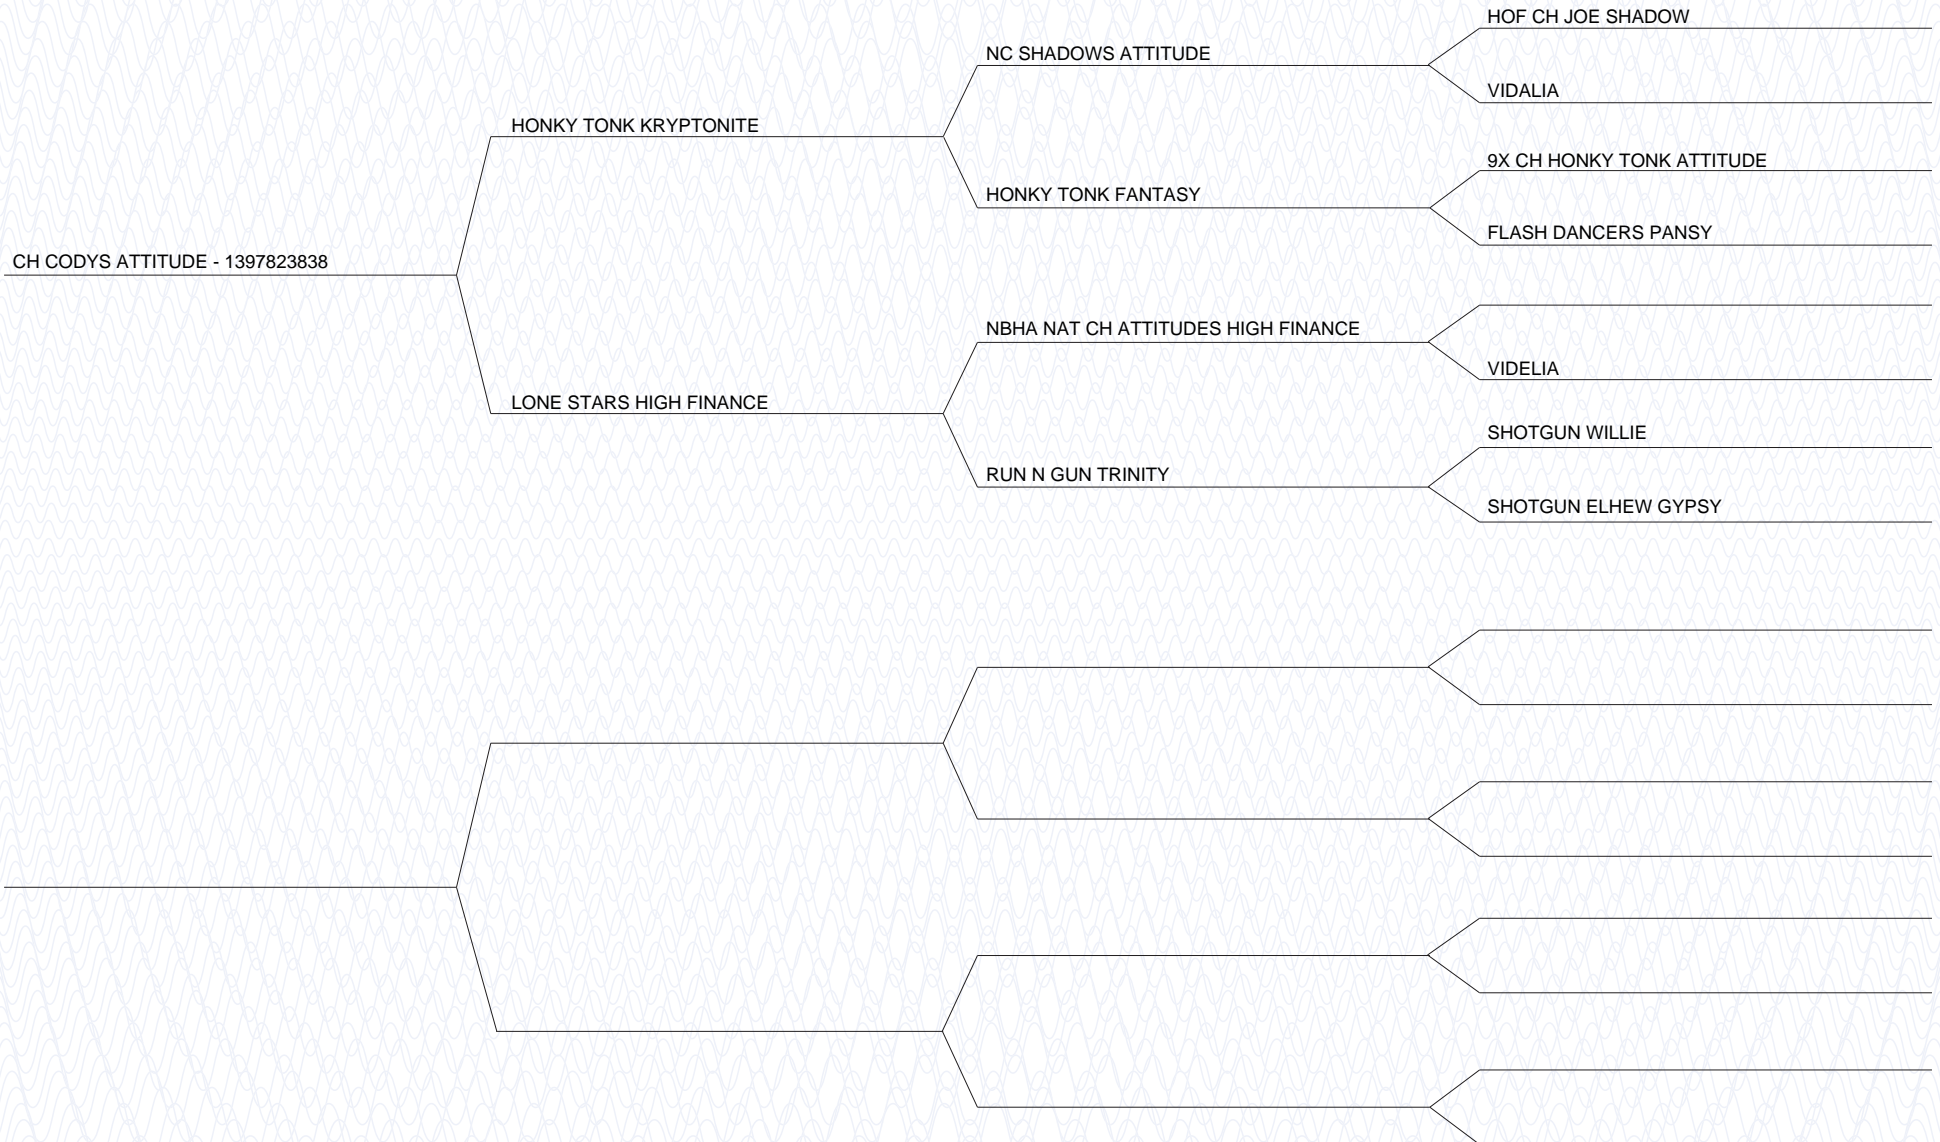 HOF CH JOE SHADOW
NC SHADOWS ATTITUDE
VIDALIA
HONKY TONK KRYPTONITE
9X CH HONKY TONK ATTITUDE
HONKY TONK FANTASY
FLASH DANCERS PANSY
CH CODYS ATTITUDE - 1397823838
NBHA NAT CH ATTITUDES HIGH FINANCE
VIDELIA
LONE STARS HIGH FINANCE
SHOTGUN WILLIE
RUN N GUN TRINITY
SHOTGUN ELHEW GYPSY